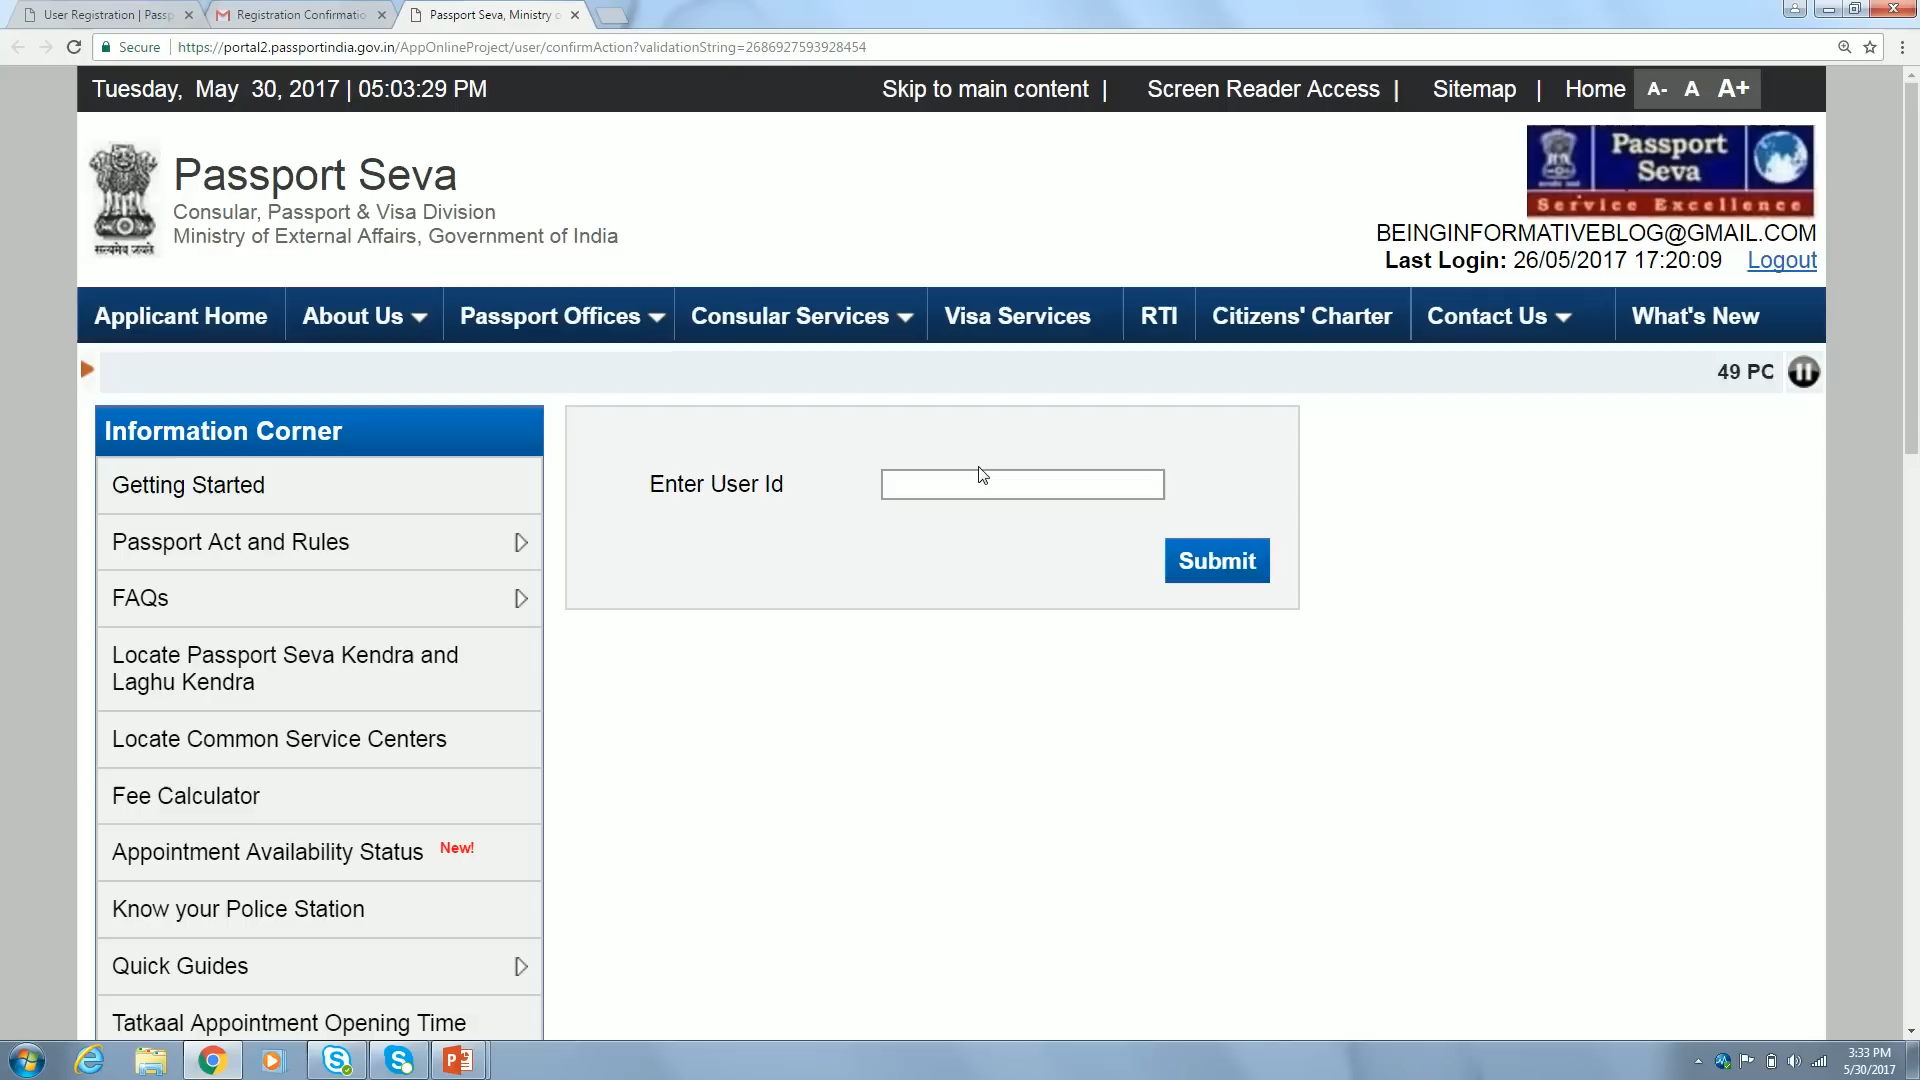 User Registration | Passp
Registration Confirmatio
Passport Seva, Ministry o
Secure
https://portal2.passportindia.gov.in/AppOnlineProject/user/confirmAction?validationString=2686927593928454
Tuesday, May 30, 2017 | 05:03:29 PM
Skip to main content |
Screen Reader Access |
Sitemap |
Home
A- A A+
Passport Seva
Consular, Passport & Visa Division
Ministry of External Affairs, Government of India
सत्यमेव जयते
Passport
Seva
Service Excellence
BEINGINFORMATIVEBLOG@GMAIL.COM
Last Login: 26/05/2017 17:20:09 Logout
Applicant Home
About Us
Passport Offices
Consular Services
Visa Services
RTI
Citizens' Charter
Contact Us
What's New
49 PC
Information Corner
Getting Started
Passport Act and Rules
FAQs
Locate Passport Seva Kendra and
Laghu Kendra
Locate Common Service Centers
Fee Calculator
Appointment Availability Status New!
Know your Police Station
Quick Guides
Tatkaal Appointment Opening Time
Enter User Id
Submit
3:33 PM
5/30/2017